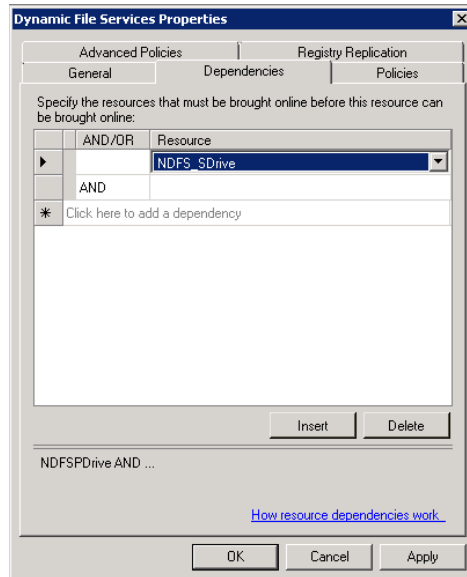 Dynamic File Services Properties
Advanced Policies Registry Replication
General Dependencies Policies
Specify the resources that must be brought online before this resource can
be brought online:
AND/OR Resource
NDFS_SDrive
AND
Click here to add a dependency
Insert Delete
NDFSPDrive AND ...
How resource dependencies work
OK Cancel Apply